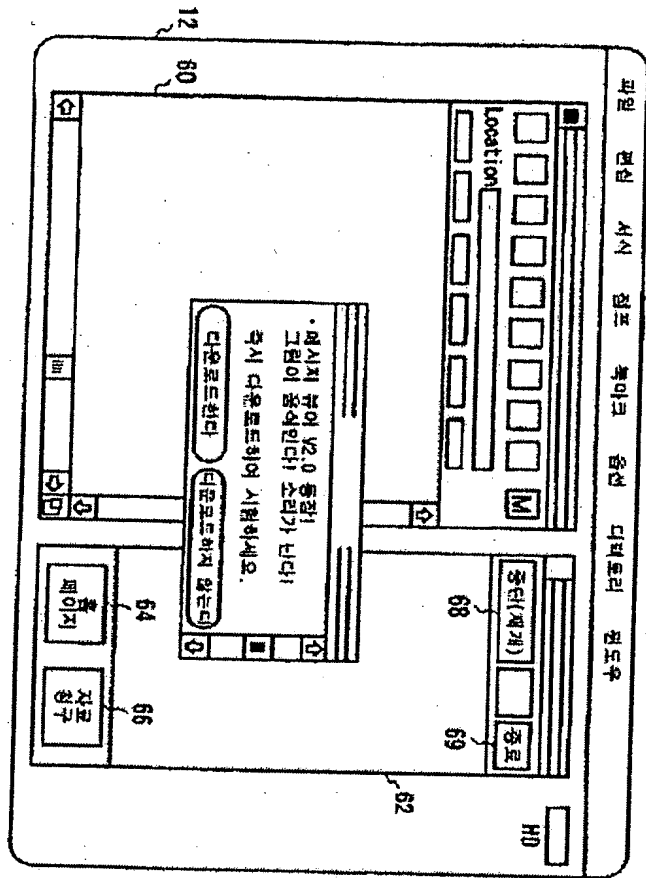 파일 편집 서식 점프 북마크 옵션 디렉토리 윈도우
12
60
M
Location
중단(재개)
종료
68
69
62
HD
·메시지 뷰어 V2.0 등장!
그림이 움직인다! 소리가 난다!
즉시 다운로드하여 시험하세요.
다운로드한다 다운로드하지 않는다
홈
페이지
자료
청구
64
66